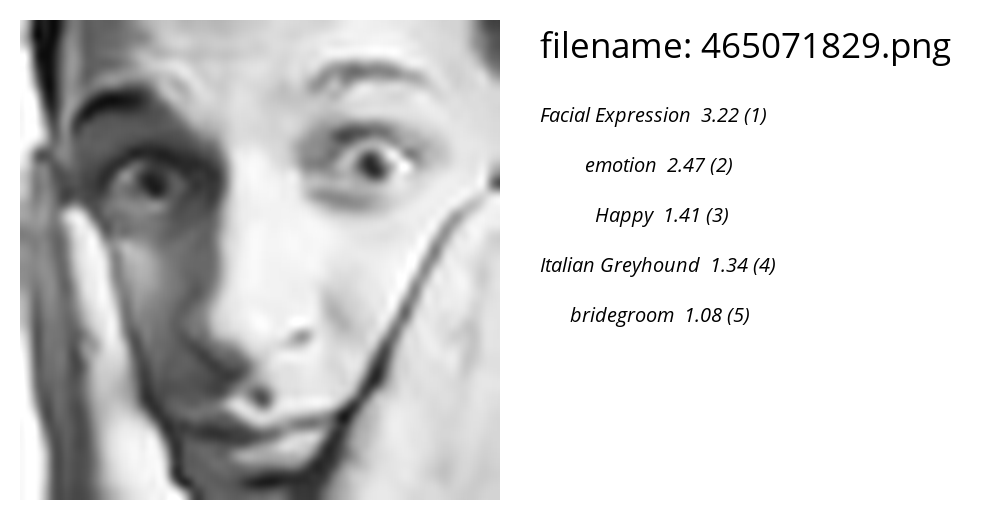 filename: 465071829.png
Facial Expression 3.22 (1)
emotion 2.47 (2)
Happy 1.41 (3)
Italian Greyhound 1.34 (4)
bridegroom 1.08 (5)